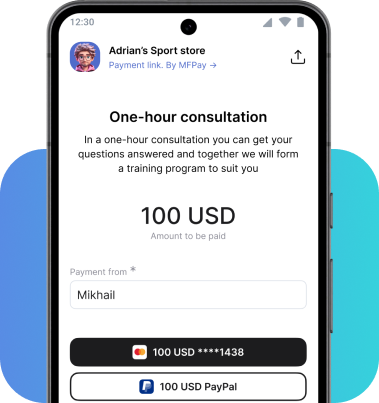 12:30
Adrian's Sport store
Payment link. By MFPay →
One-hour consultation
In a one-hour consultation you can get your
questions answered and together we will form
a training program to suit you
100 USD
Amount to be paid
Payment from *
Mikhail
100 USD ****1438
100 USD PayPal